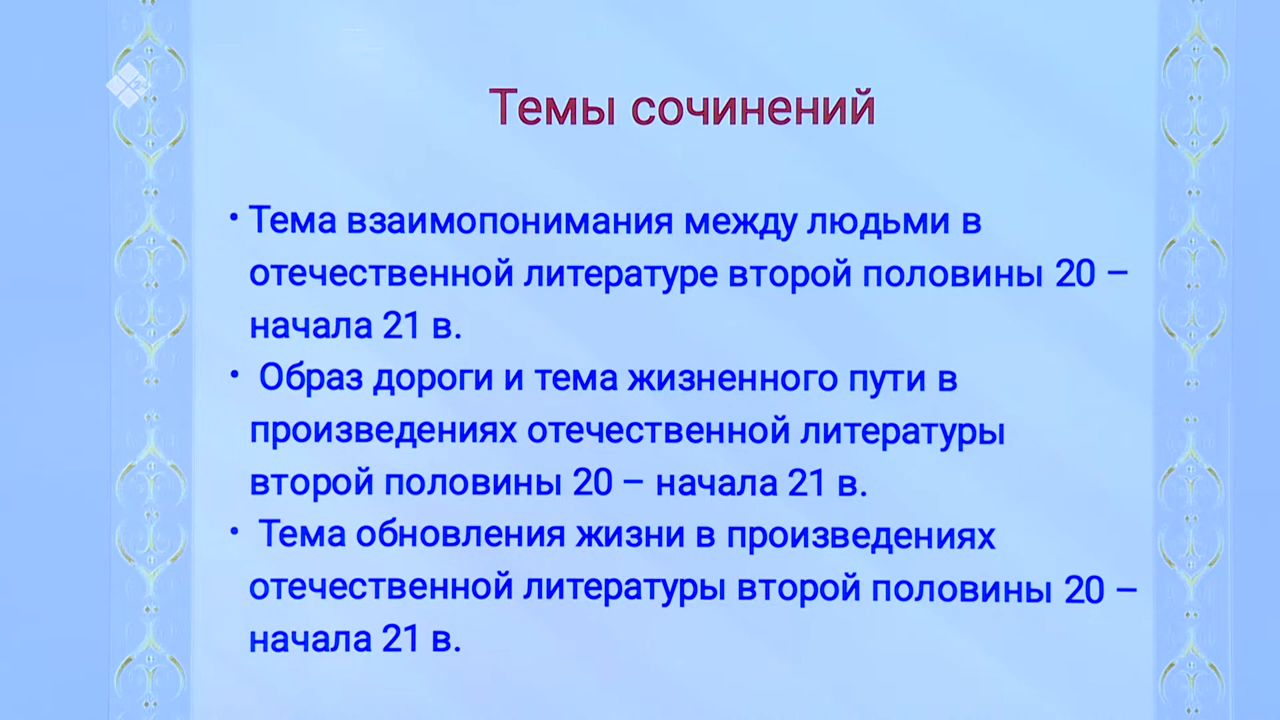 24
Темы сочинений
• Тема взаимопонимания между людьми в
отечественной литературе второй половины 20 –
начала 21 в.
• Образ дороги и тема жизненного пути в
произведениях отечественной литературы
второй половины 20 – начала 21 в.
• Тема обновления жизни в произведениях
отечественной литературы второй половины 20 –
начала 21 в.